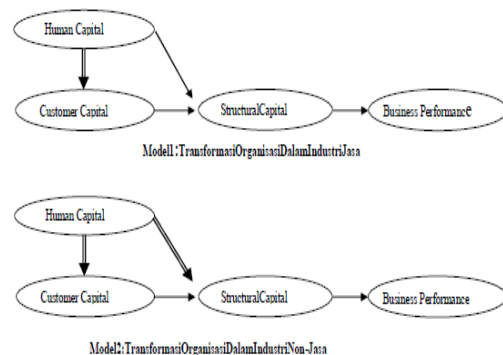 Human Capital
Customer Capital
StructuralCapital
Business Performance
Model1:TransformasiOrganisasiDalamIndustriJasa
Human Capital
Customer Capital
StructuralCapital
Business Performance
Model2:TransformasiOrganisasiDalamIndustriNon-Jasa